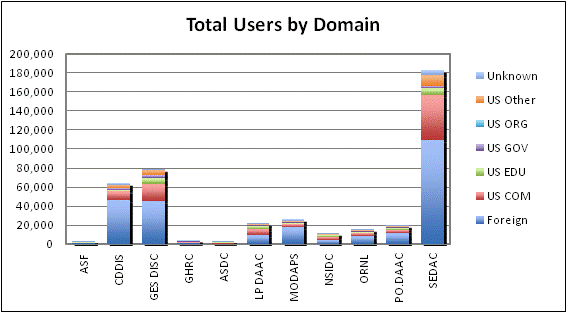 Total Users by Domain
200,000
180,000
160,000
140,000
120,000
100,000
80,000
60,000
40,000
20,000
0
ASF
CDDIS
GES DISC
GHRC
ASDC
LP DAAC
MODAPS
NSIDC
ORNL
PO.DAAC
SEDAC
Unknown
US Other
US ORG
US GOV
US EDU
US COM
Foreign